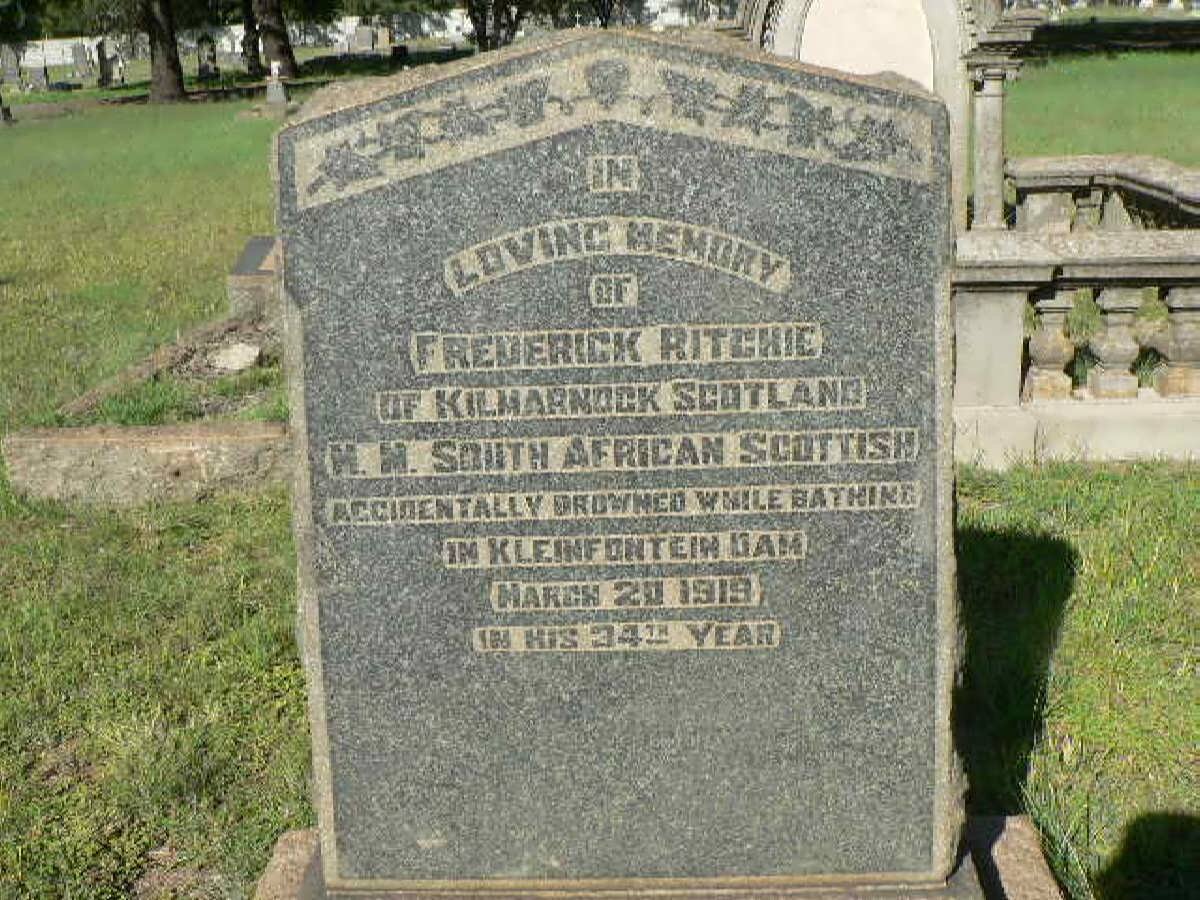 IN
LOVING MEMORY
OF
FREDERICK RITCHIE
OF KILMARNOCK SCOTLAND
M. M. SOUTH AFRICAN SCOTTISH
ACCIDENTALLY DROWNED WHILE BATHING
IN KLEINFONTEIN DAM
MARCH 20 1919
IN HIS 34TH YEAR